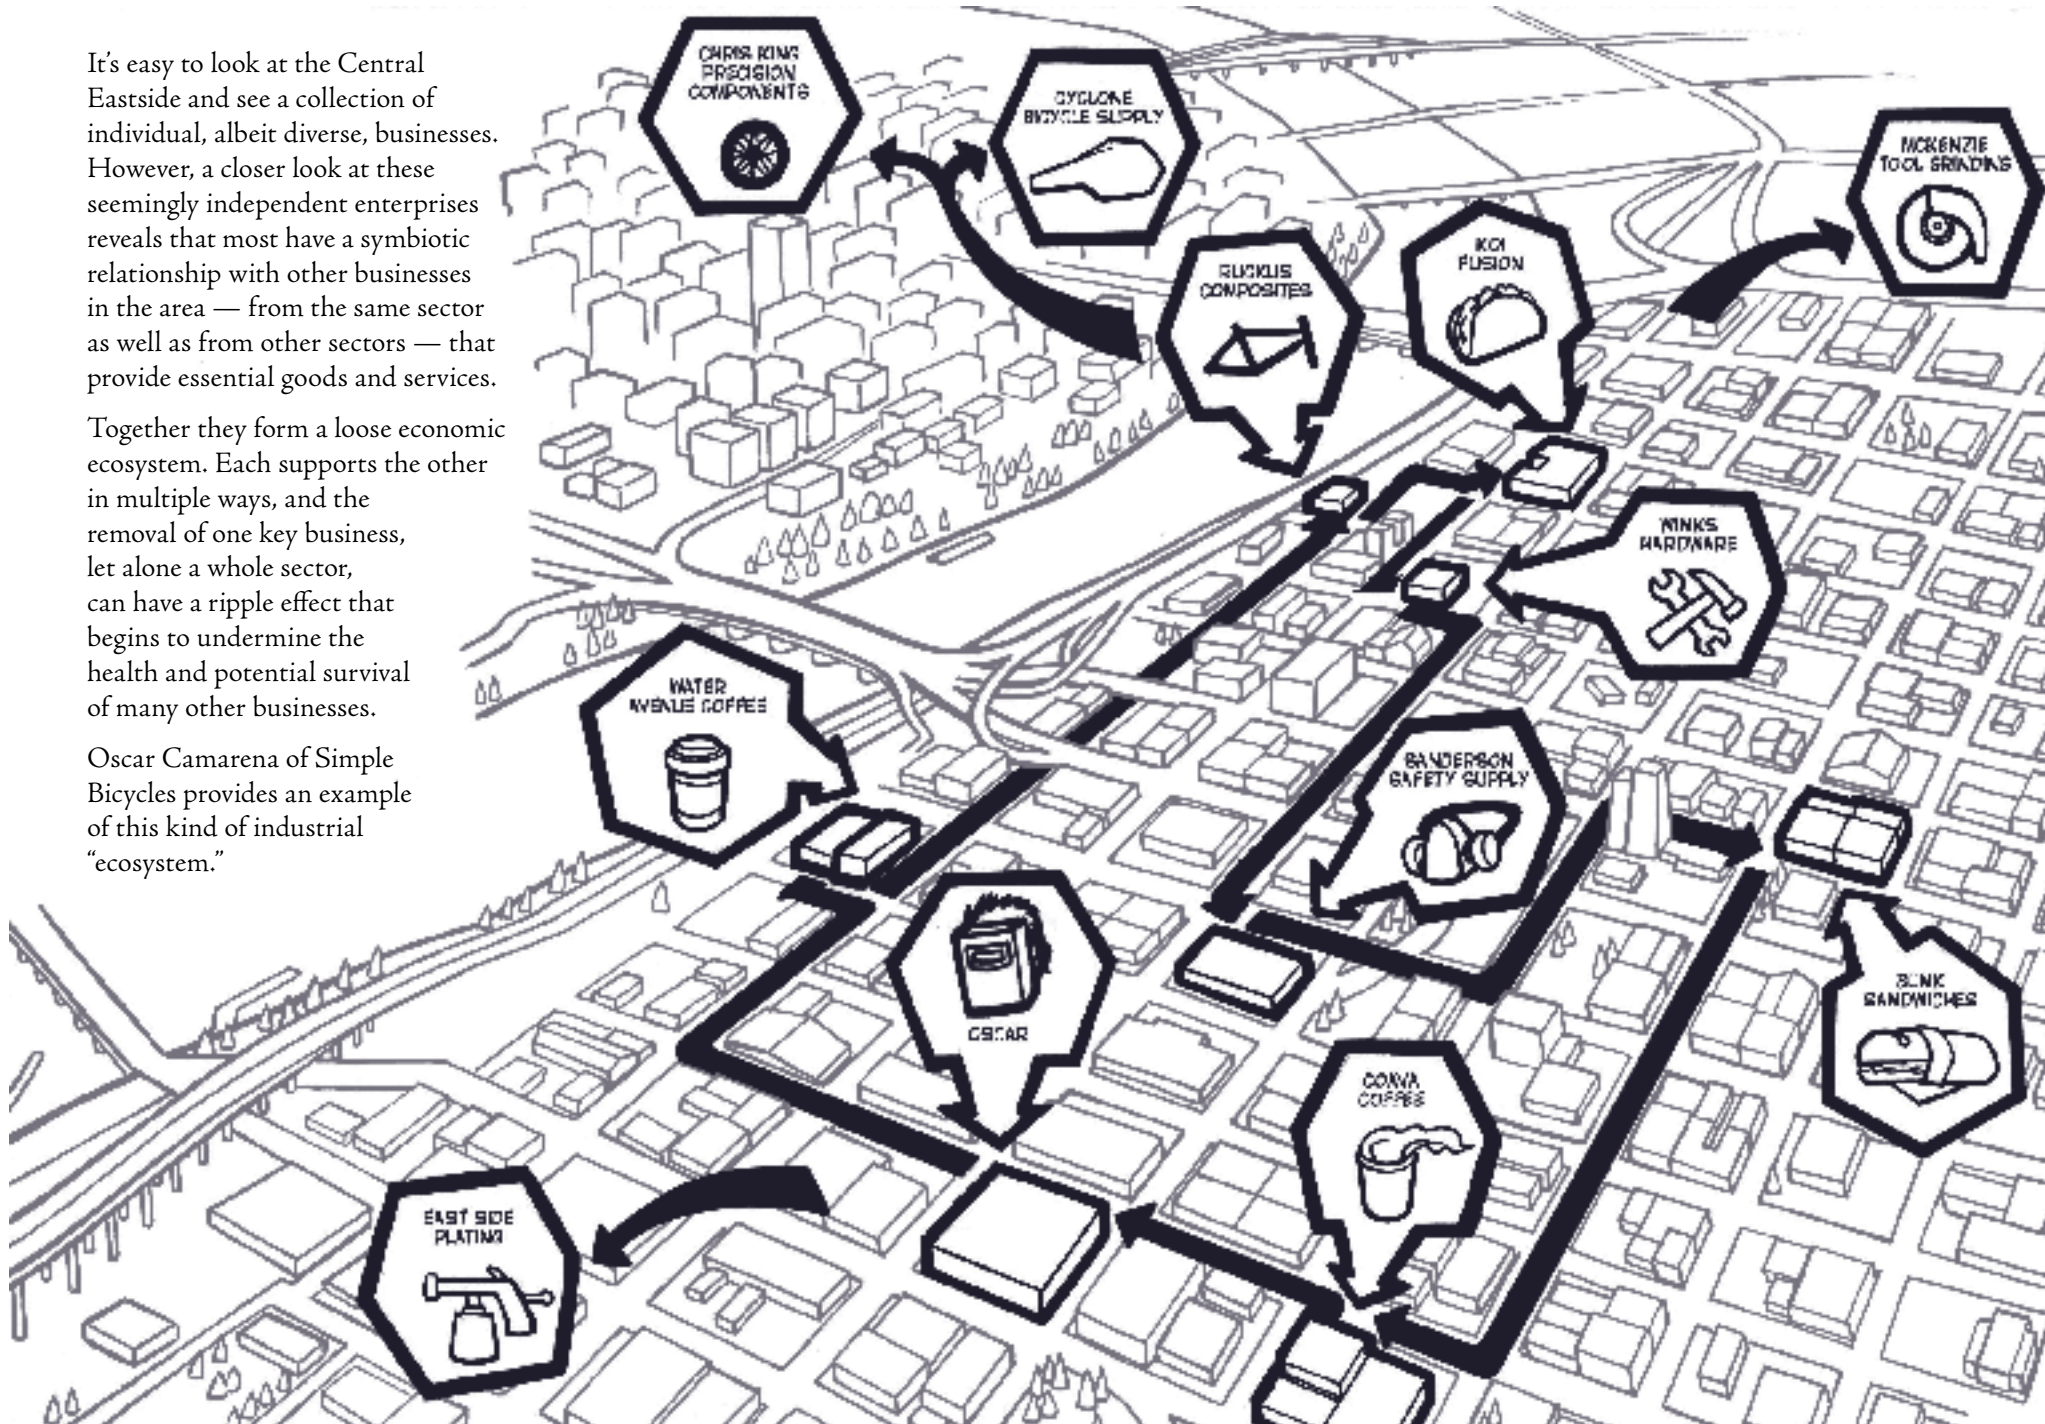 It’s easy to look at the Central
Eastside and see a collection of
individual, albeit diverse, businesses.
However, a closer look at these
seemingly independent enterprises
reveals that most have a symbiotic
relationship with other businesses
in the area — from the same sector
as well as from other sectors — that
provide essential goods and services.
Together they form a loose economic
ecosystem. Each supports the other
in multiple ways, and the
removal of one key business,
let alone a whole sector,
can have a ripple effect that
begins to undermine the
health and potential survival
of many other businesses.
Oscar Camarena of Simple
Bicycles provides an example
of this kind of industrial
“ecosystem.”
CHRIS KING
PRECISION
COMPONENTS
CYCLONE
BICYCLE SUPPLY
MCKENZIE
TOOL GRINDING
RUCKUS
COMPOSITES
KOI
FUSION
WINKS
HARDWARE
WATER
AVENUE COFFEE
SANDERSON
SAFETY SUPPLY
OSCAR
BUNK
SANDWICHES
COAVA
COFFEE
EAST SIDE
PLATING